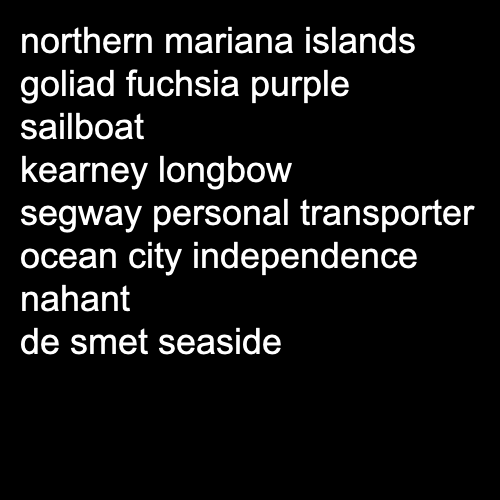 northern mariana islands
goliad fuchsia purple
sailboat
kearney longbow
segway personal transporter
ocean city independence
nahant
de smet seaside